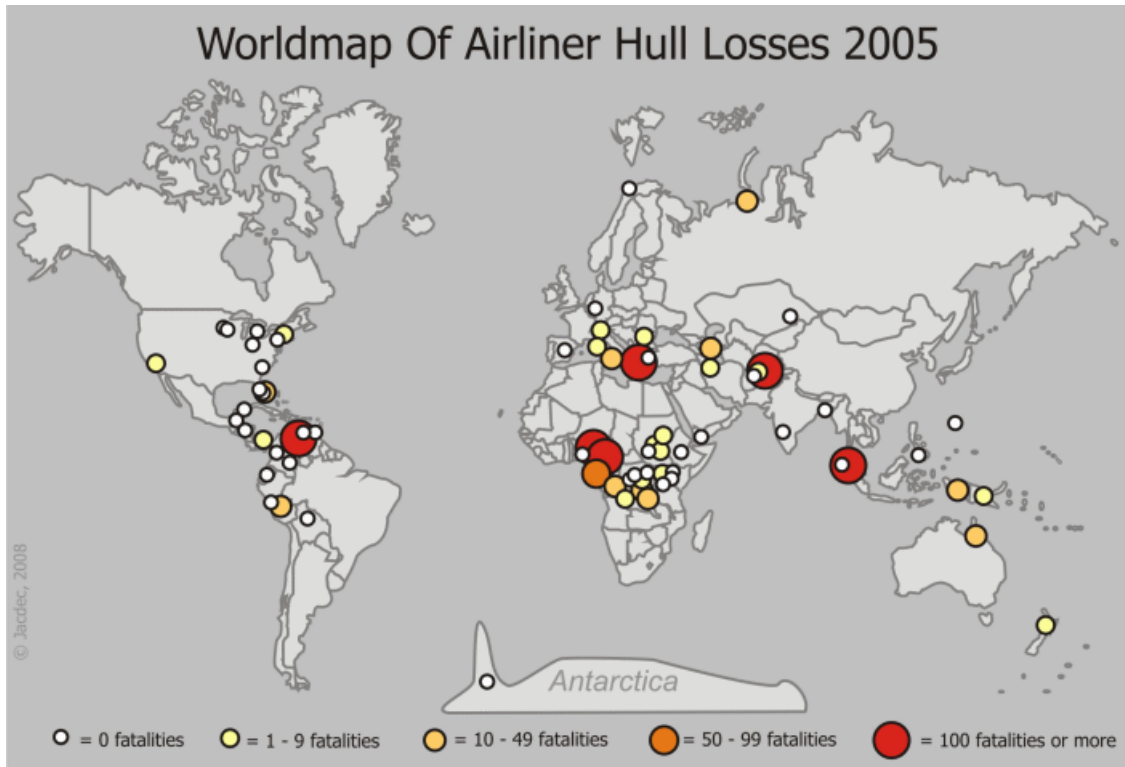 Worldmap Of Airliner Hull Losses 2005
© Jacdec, 2008
Antarctica
= 0 fatalities
= 1 - 9 fatalities
= 10 - 49 fatalities
= 50 - 99 fatalities
= 100 fatalities or more